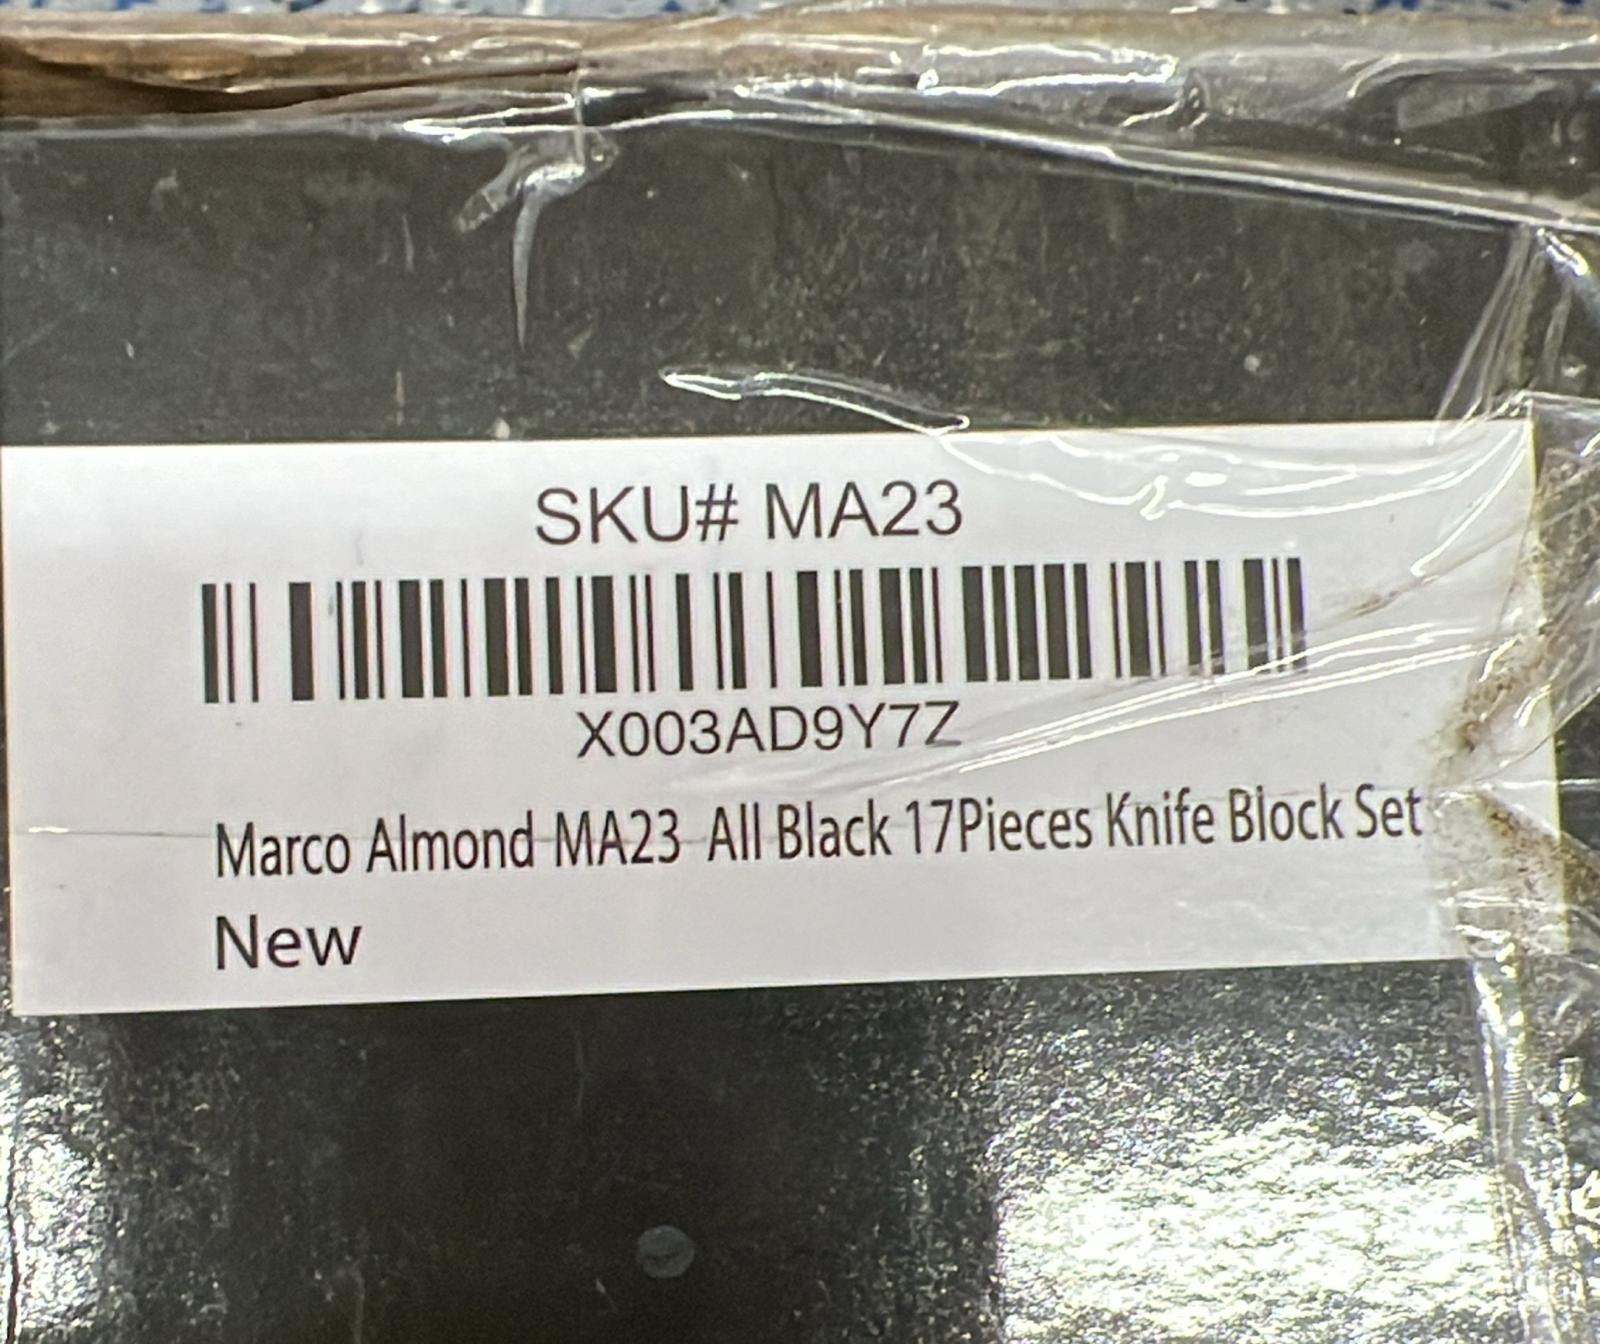 SKU# MA23
X003AD9Y7Z
Marco Almond MA23 All Black 17Pieces Knife Block Set
New